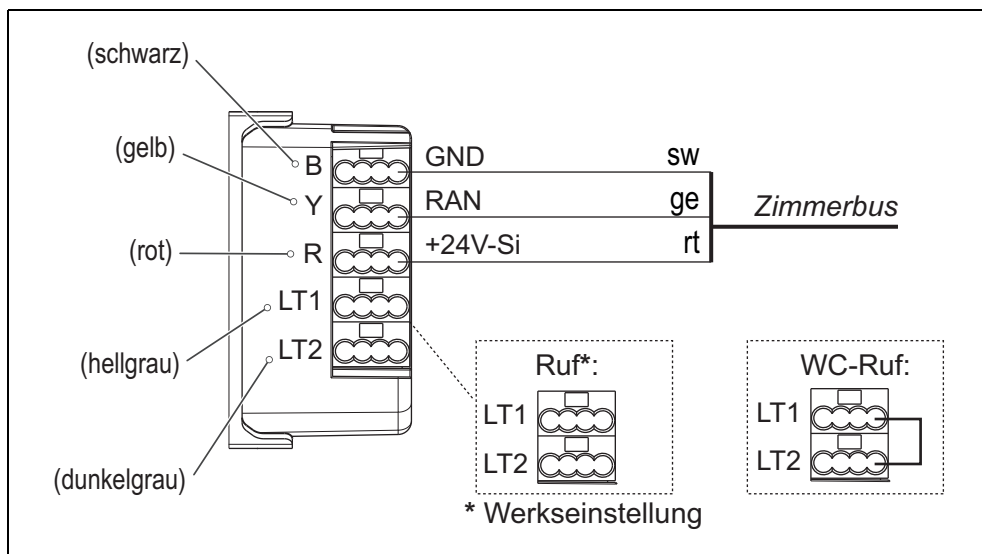 (schwarz)
(gelb)
(rot)
(hellgrau)
(dunkelgrau)
B
Y
R
LT1
LT2
GND sw
RAN ge
+24V-Si rt
Zimmerbus
Ruf*:
LT1
LT2
* Werkseinstellung
WC-Ruf:
LT1
LT2